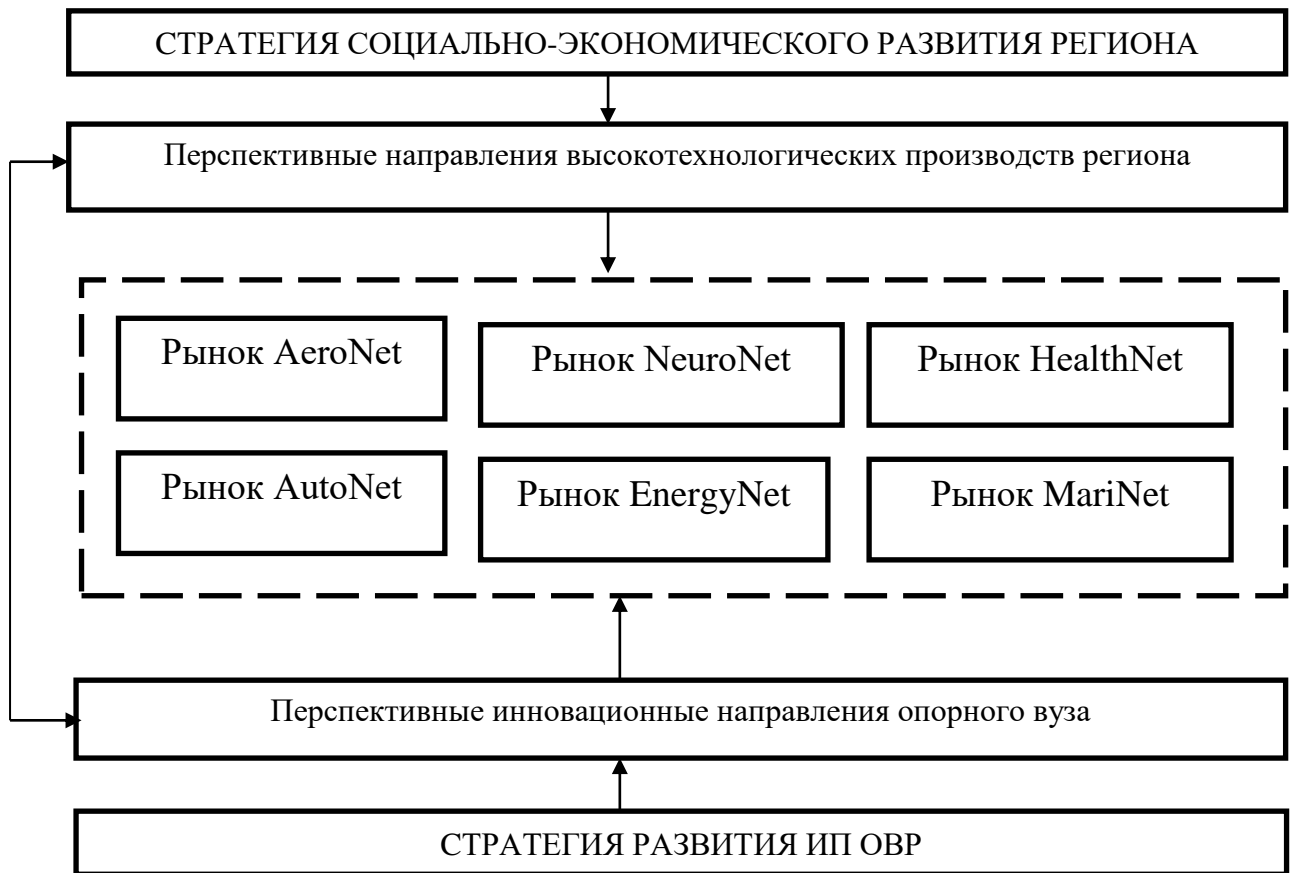 СТРАТЕГИЯ СОЦИАЛЬНО-ЭКОНОМИЧЕСКОГО РАЗВИТИЯ РЕГИОНА
Перспективные направления высокотехнологических производств региона
Рынок AeroNet
Рынок NeuroNet
Рынок HealthNet
Рынок AutoNet
Рынок EnergyNet
Рынок MariNet
Перспективные инновационные направления опорного вуза
СТРАТЕГИЯ РАЗВИТИЯ ИП ОВР